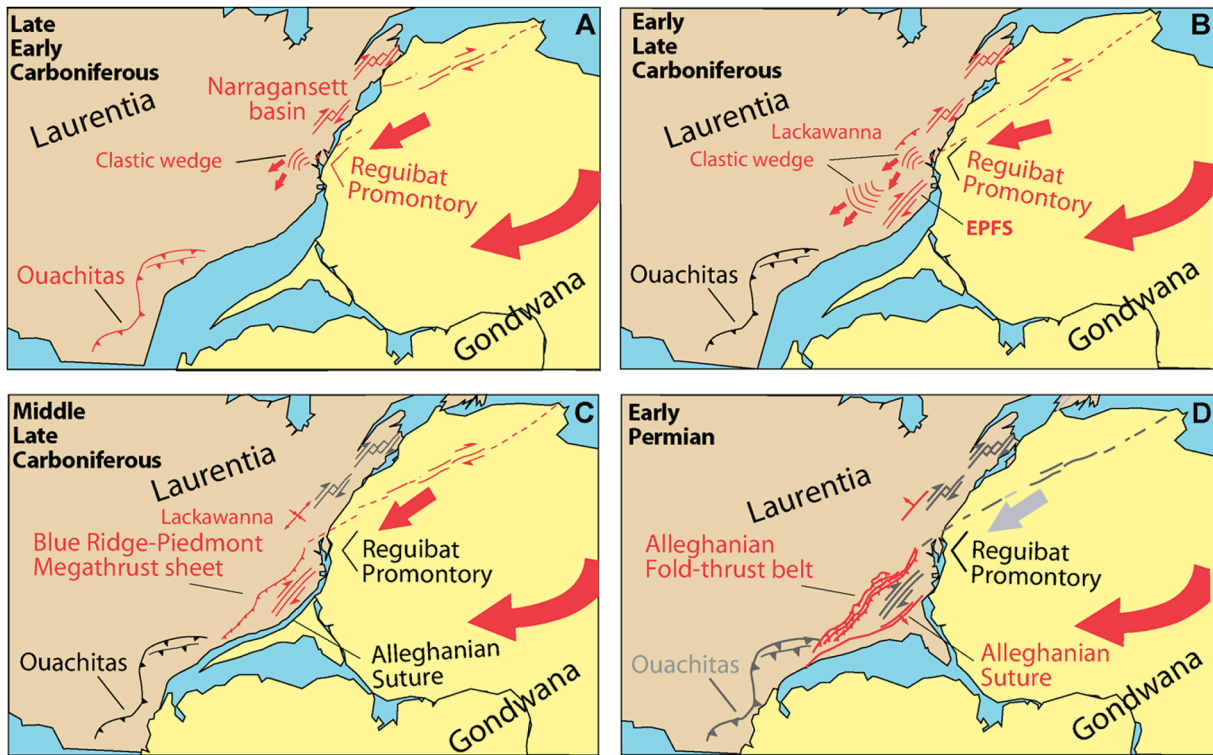 Late
Early
Carboniferous
A
Laurentia
Narragansett
basin
Clastic wedge
Reguibat
Promontory
Ouachitas
Gondwana
Early
Late
Carboniferous
B
Laurentia
Lackawanna
Clastic wedge
Reguibat
Promontory
EPFS
Ouachitas
Gondwana
Middle
Late
Carboniferous
C
Laurentia
Lackawanna
Blue Ridge-Piedmont
Megathrust sheet
Reguibat
Promontory
Ouachitas
Alleghanian
Suture
Gondwana
Early
Permian
D
Laurentia
Alleghanian
Fold-thrust belt
Reguibat
Promontory
Ouachitas
Alleghanian
Suture
Gondwana